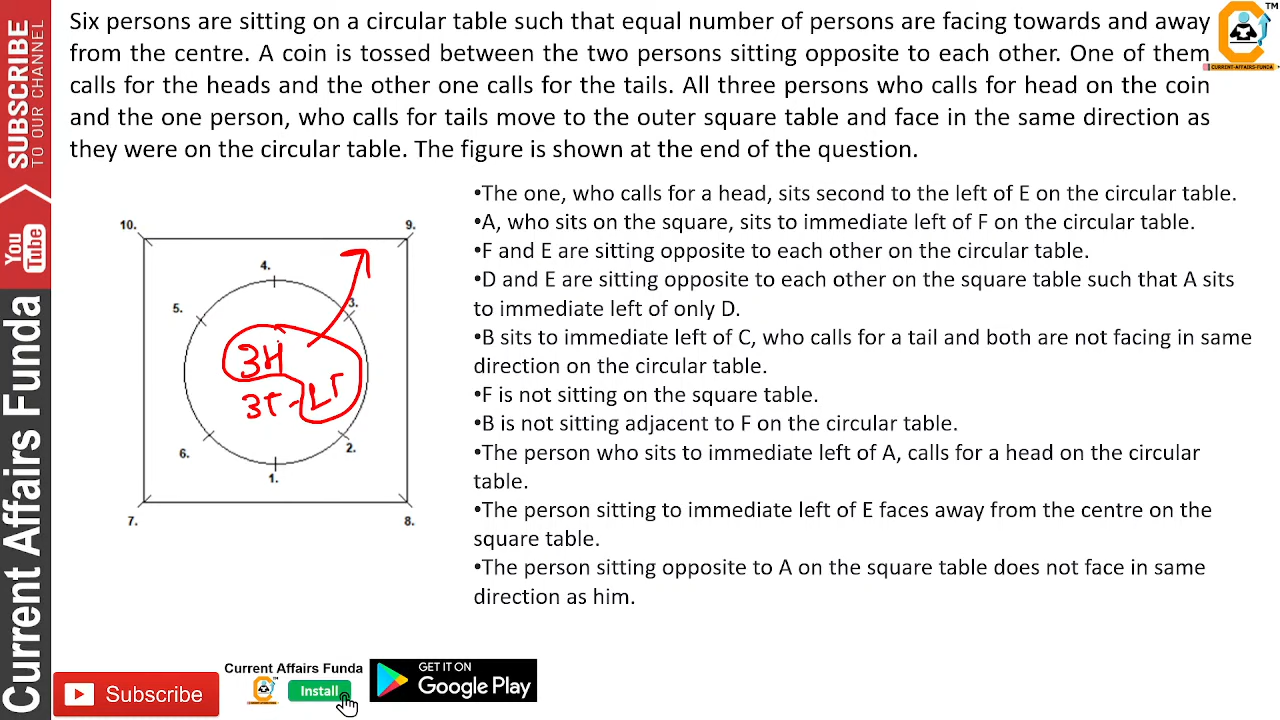 Six persons are sitting on a circular table such that equal number of persons are facing towards and away
from the centre. A coin is tossed between the two persons sitting opposite to each other. One of them
calls for the heads and the other one calls for the tails. All three persons who calls for head on the coin
and the one person, who calls for tails move to the outer square table and face in the same direction as
they were on the circular table. The figure is shown at the end of the question.
•The one, who calls for a head, sits second to the left of E on the circular table.
•A, who sits on the square, sits to immediate left of F on the circular table.
•F and E are sitting opposite to each other on the circular table.
•D and E are sitting opposite to each other on the square table such that A sits
to immediate left of only D.
•B sits to immediate left of C, who calls for a tail and both are not facing in same
direction on the circular table.
•F is not sitting on the square table.
•B is not sitting adjacent to F on the circular table.
•The person who sits to immediate left of A, calls for a head on the circular
table.
•The person sitting to immediate left of E faces away from the centre on the
square table.
•The person sitting opposite to A on the square table does not face in same
direction as him.
10.
9.
4.
5.
3.
3H
3T - 1T
6.
2.
1.
7.
8.
SUBSCRIBE
TO OUR CHANNEL
You
Tube
Current Affairs Funda
TM
CURRENT-AFFAIRS-FUNDA
Subscribe
Current Affairs Funda
Install
GET IT ON
Google Play